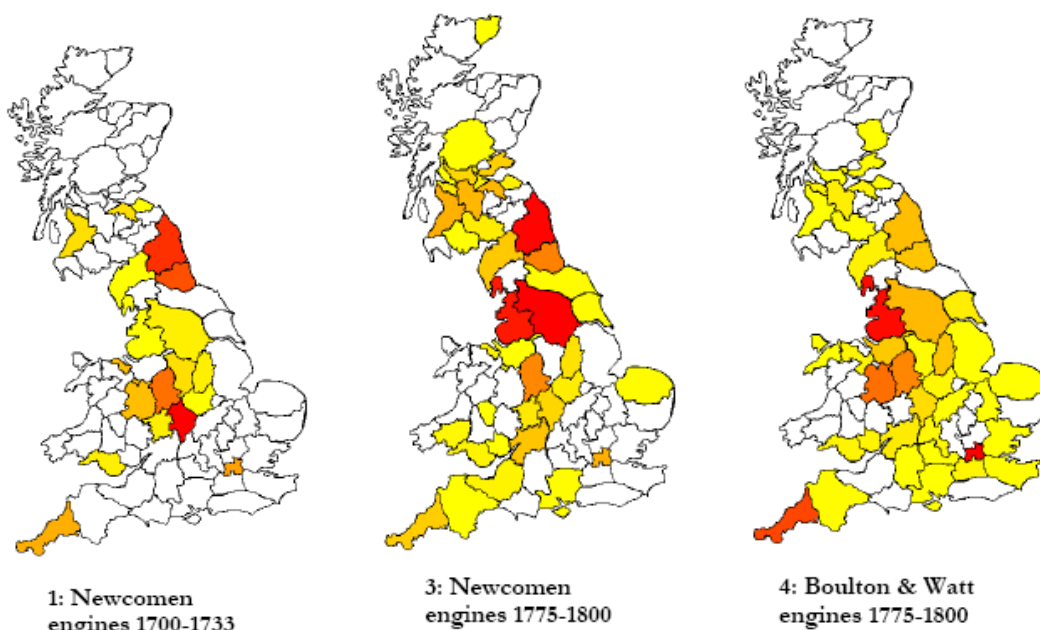 1: Newcomen
engines 1700-1733
3: Newcomen
engines 1775-1800
4: Boulton & Watt
engines 1775-1800